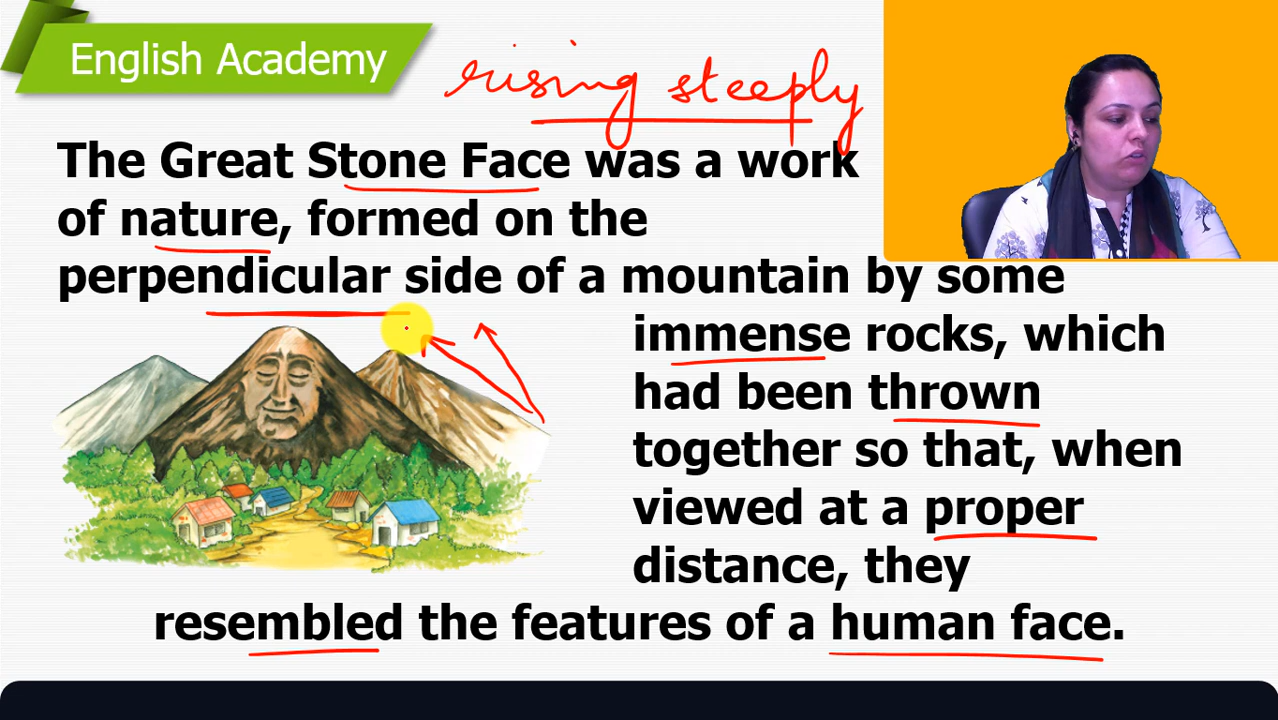 English Academy
rising steeply
The Great Stone Face was a work
of nature, formed on the
perpendicular side of a mountain by some
immense rocks, which
had been thrown
together so that, when
viewed at a proper
distance, they
resembled the features of a human face.